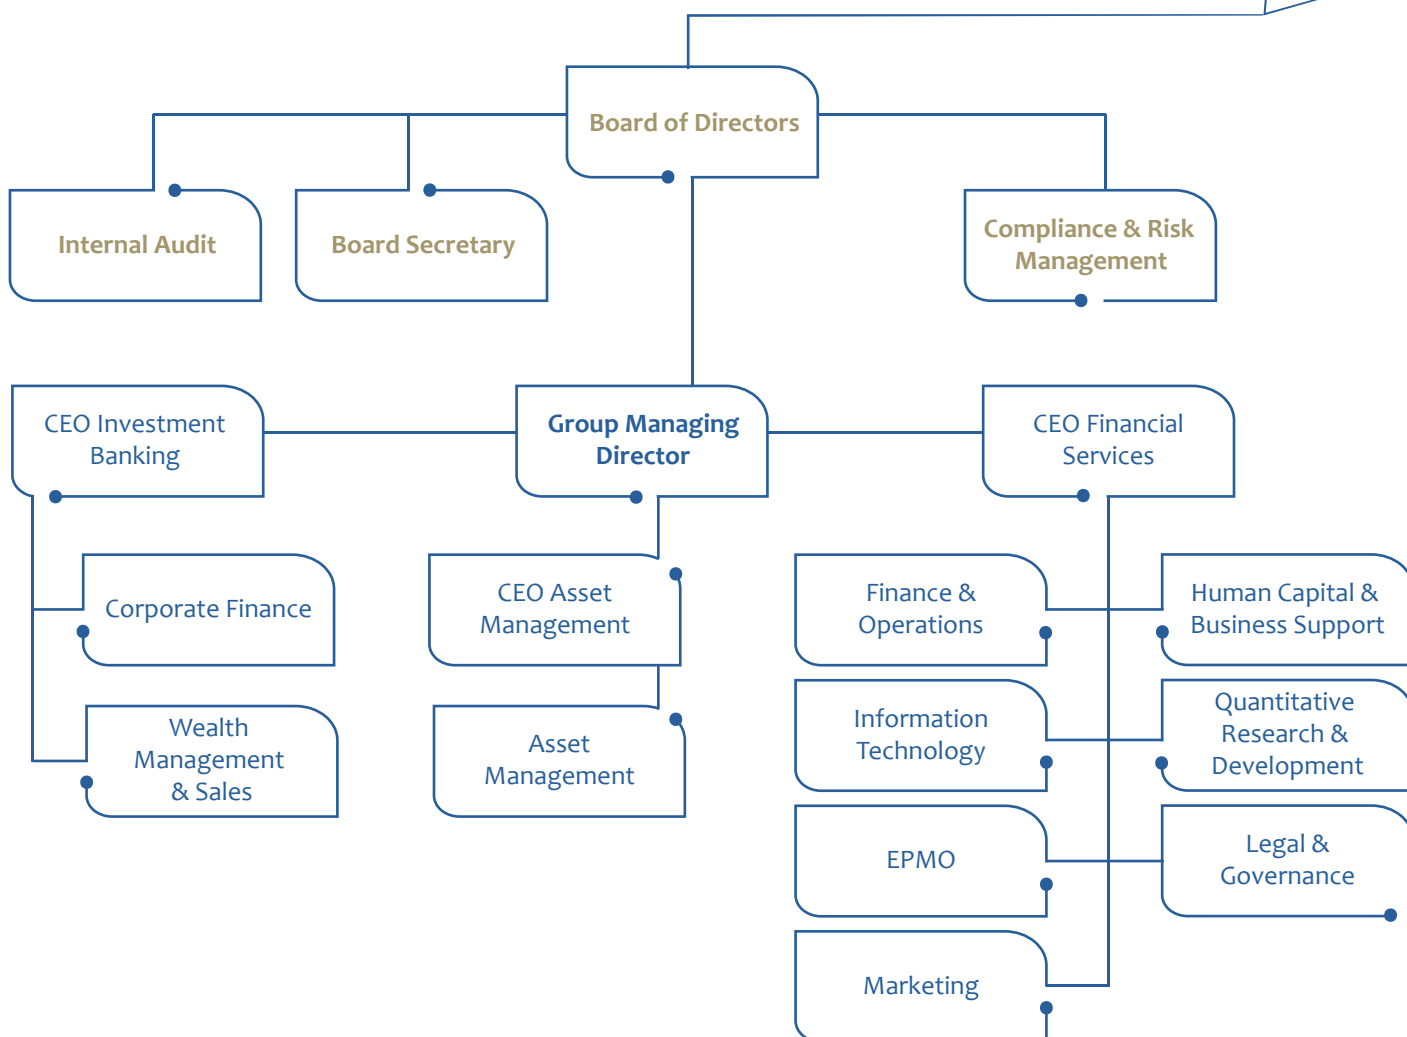 Board of Directors
Internal Audit
Board Secretary
Compliance & Risk
Management
CEO Investment
Banking
Group Managing
Director
CEO Financial
Services
Corporate Finance
CEO Asset
Management
Finance &
Operations
Human Capital &
Business Support
Wealth
Management
& Sales
Asset
Management
Information
Technology
Quantitative
Research &
Development
EPMO
Legal &
Governance
Marketing